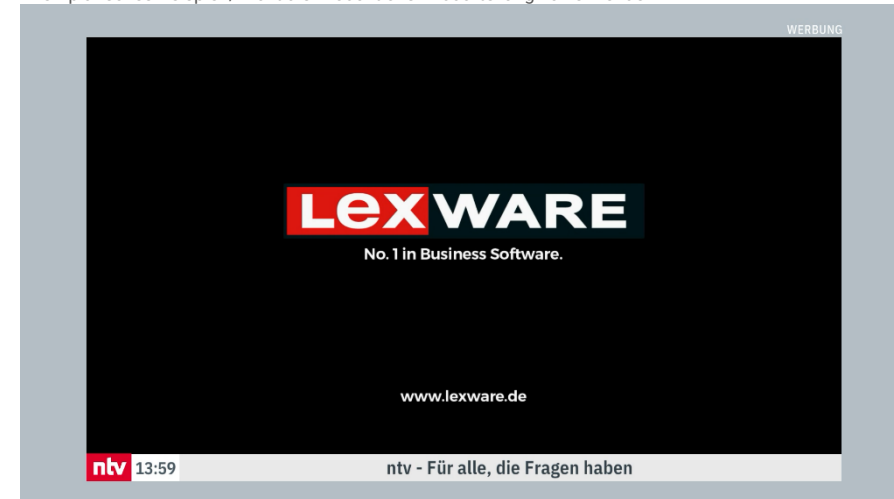 WERBUNG
LexWARE
No. 1 in Business Software.
www.lexware.de
ntv 13:59 ntv - Für alle, die Fragen haben